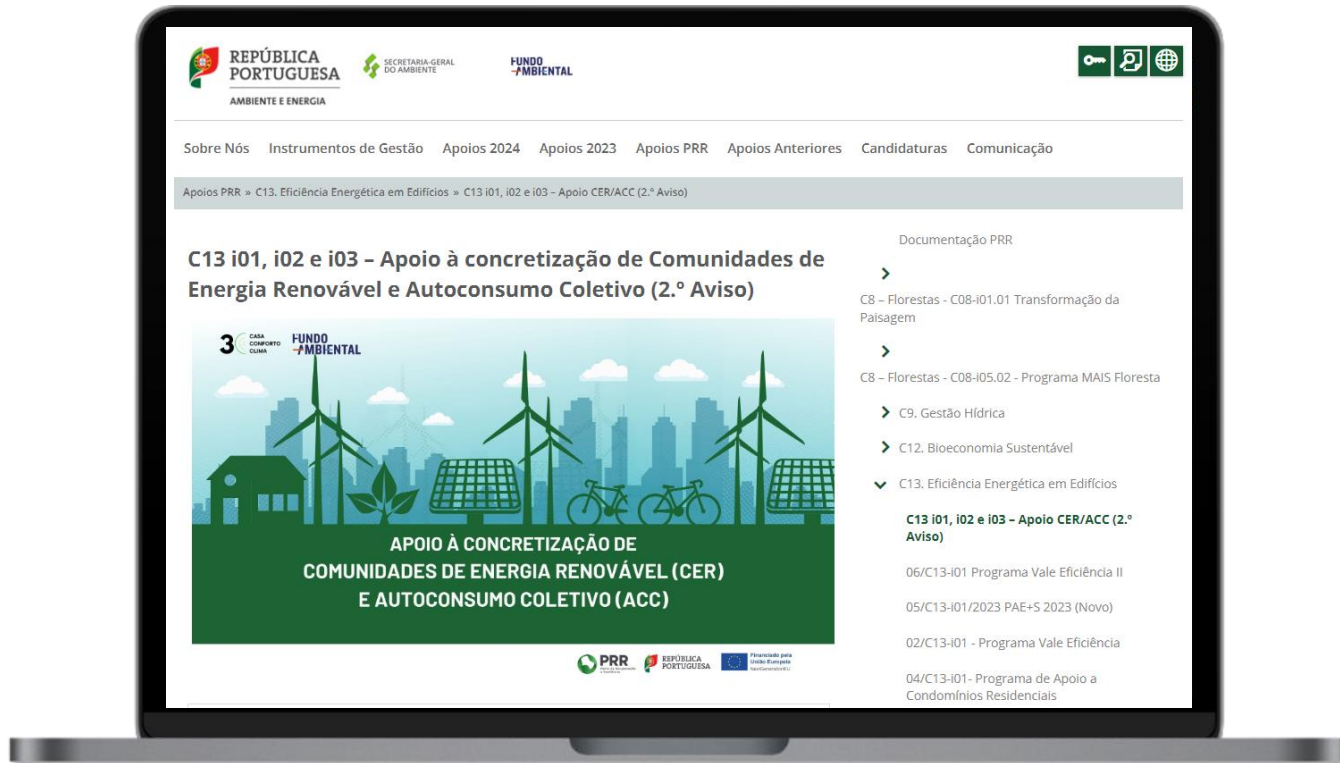 REPÚBLICA
PORTUGUESA
AMBIENTE E ENERGIA
SECRETARIA-GERAL
DO AMBIENTE
FUNDO
AMBIENTAL
Sobre Nós Instrumentos de Gestão Apoios 2024 Apoios 2023 Apoios PRR Apoios Anteriores Candidaturas Comunicação
Apoios PRR » C13. Eficiência Energética em Edifícios » C13 i01, i02 e i03 – Apoio CER/ACC (2.º Aviso)
C13 i01, i02 e i03 – Apoio à concretização de Comunidades de
Energia Renovável e Autoconsumo Coletivo (2.º Aviso)
3C CASA
CONFORTO
CLIMA
FUNDO
AMBIENTAL
APOIO À CONCRETIZAÇÃO DE
COMUNIDADES DE ENERGIA RENOVÁVEL (CER)
E AUTOCONSUMO COLETIVO (ACC)
PRR
REPÚBLICA
PORTUGUESA
Financiado pela
União Europeia
NextGenerationEU
Documentação PRR
C8 – Florestas - C08-i01.01 Transformação da
Paisagem
C8 – Florestas - C08-i05.02 - Programa MAIS Floresta
C9. Gestão Hídrica
C12. Bioeconomia Sustentável
C13. Eficiência Energética em Edifícios
C13 i01, i02 e i03 – Apoio CER/ACC (2.º
Aviso)
06/C13-i01 Programa Vale Eficiência II
05/C13-i01/2023 PAE+S 2023 (Novo)
02/C13-i01 - Programa Vale Eficiência
04/C13-i01- Programa de Apoio a
Condomínios Residenciais